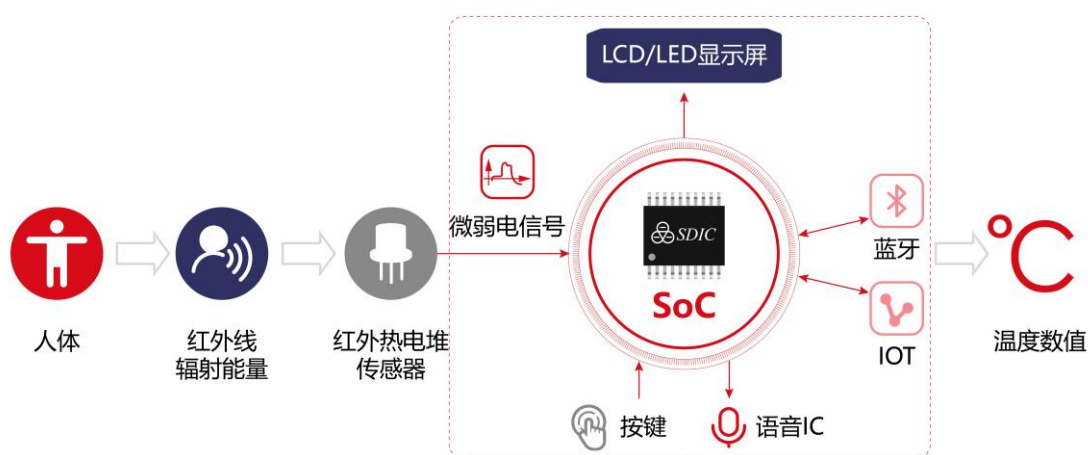 LCD/LED显示屏
微弱电信号
SDIC
SoC
蓝牙
IOT
℃
人体
红外线
辐射能量
红外热电堆
传感器
温度数值
按键
语音IC